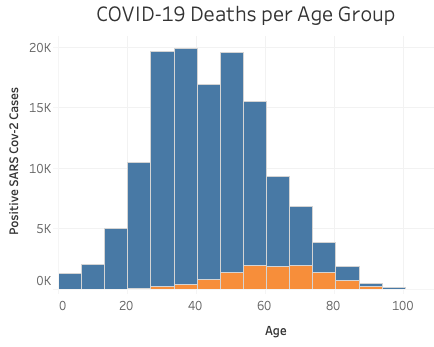 COVID-19 Deaths per Age Group
Positive SARS Cov-2 Cases
20K
15K
10K
5K
0K
0 20 40 60 80 100
Age